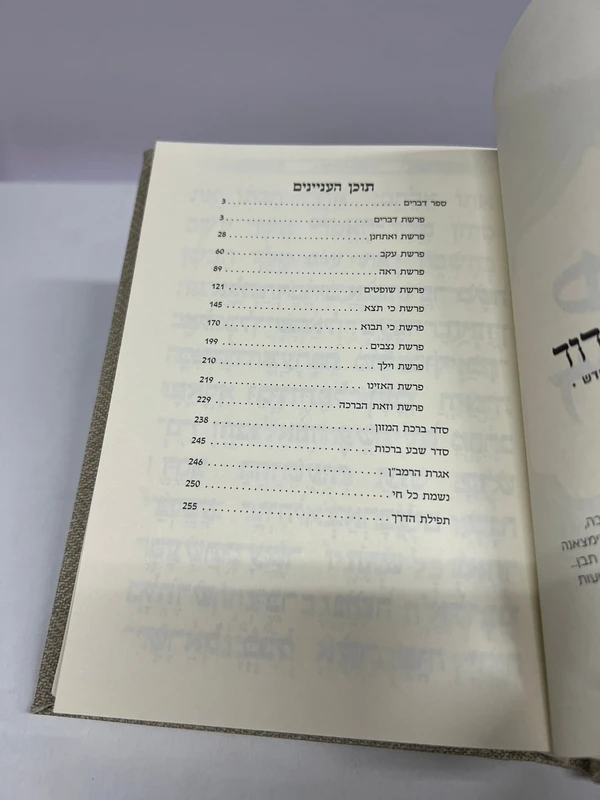 תוכן העניינים
ספר דברים 3
פרשת דברים 3
פרשת ואתחנן 28
פרשת עקב 60
פרשת ראה 89
פרשת שופטים 121
פרשת כי תצא 145
פרשת כי תבוא 170
פרשת נצבים 199
פרשת וילך 210
פרשת האזינו 219
פרשת וזאת הברכה 229
סדר ברכת המזון 238
סדר שבע ברכות 245
אגרת הרמב"ן 246
נשמת כל חי 250
תפילת הדרך 255